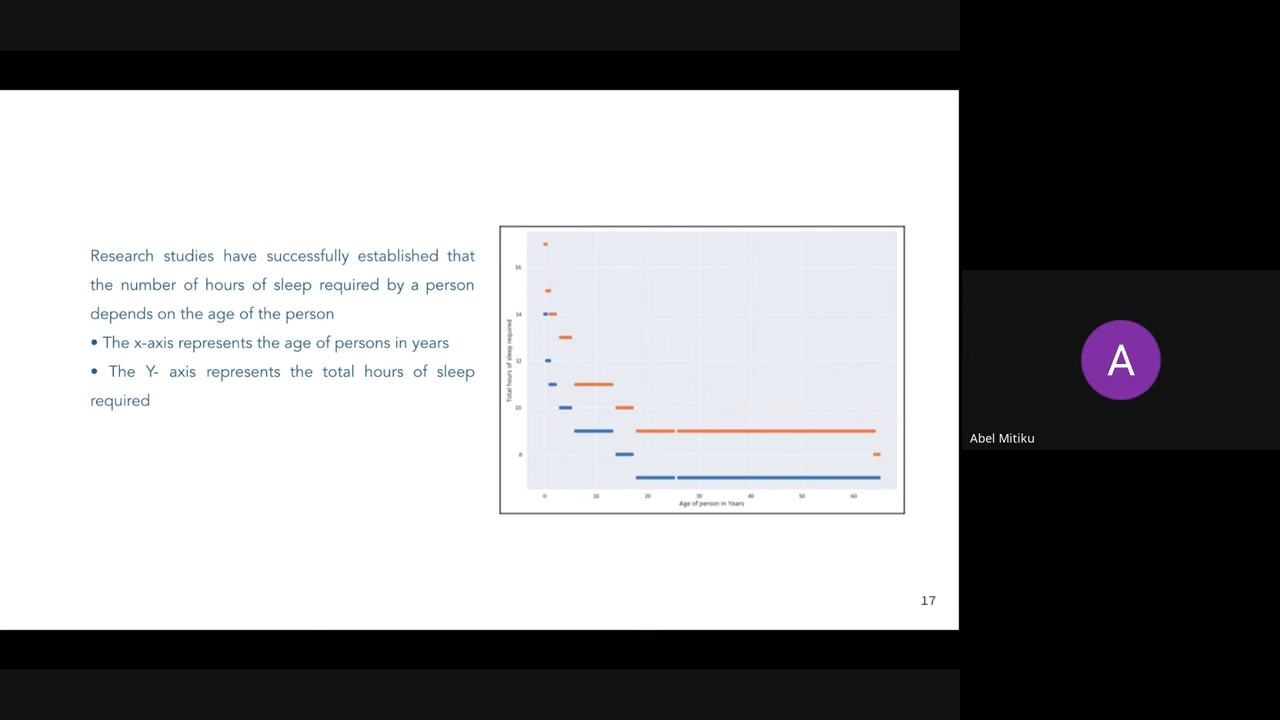 Research studies have successfully established that
the number of hours of sleep required by a person
depends on the age of the person
• The x-axis represents the age of persons in years
• The Y- axis represents the total hours of sleep
required
16
14
12
10
8
Total hours of sleep required
0 10 20 30 40 50 60
Age of person in Years
17
A
Abel Mitiku